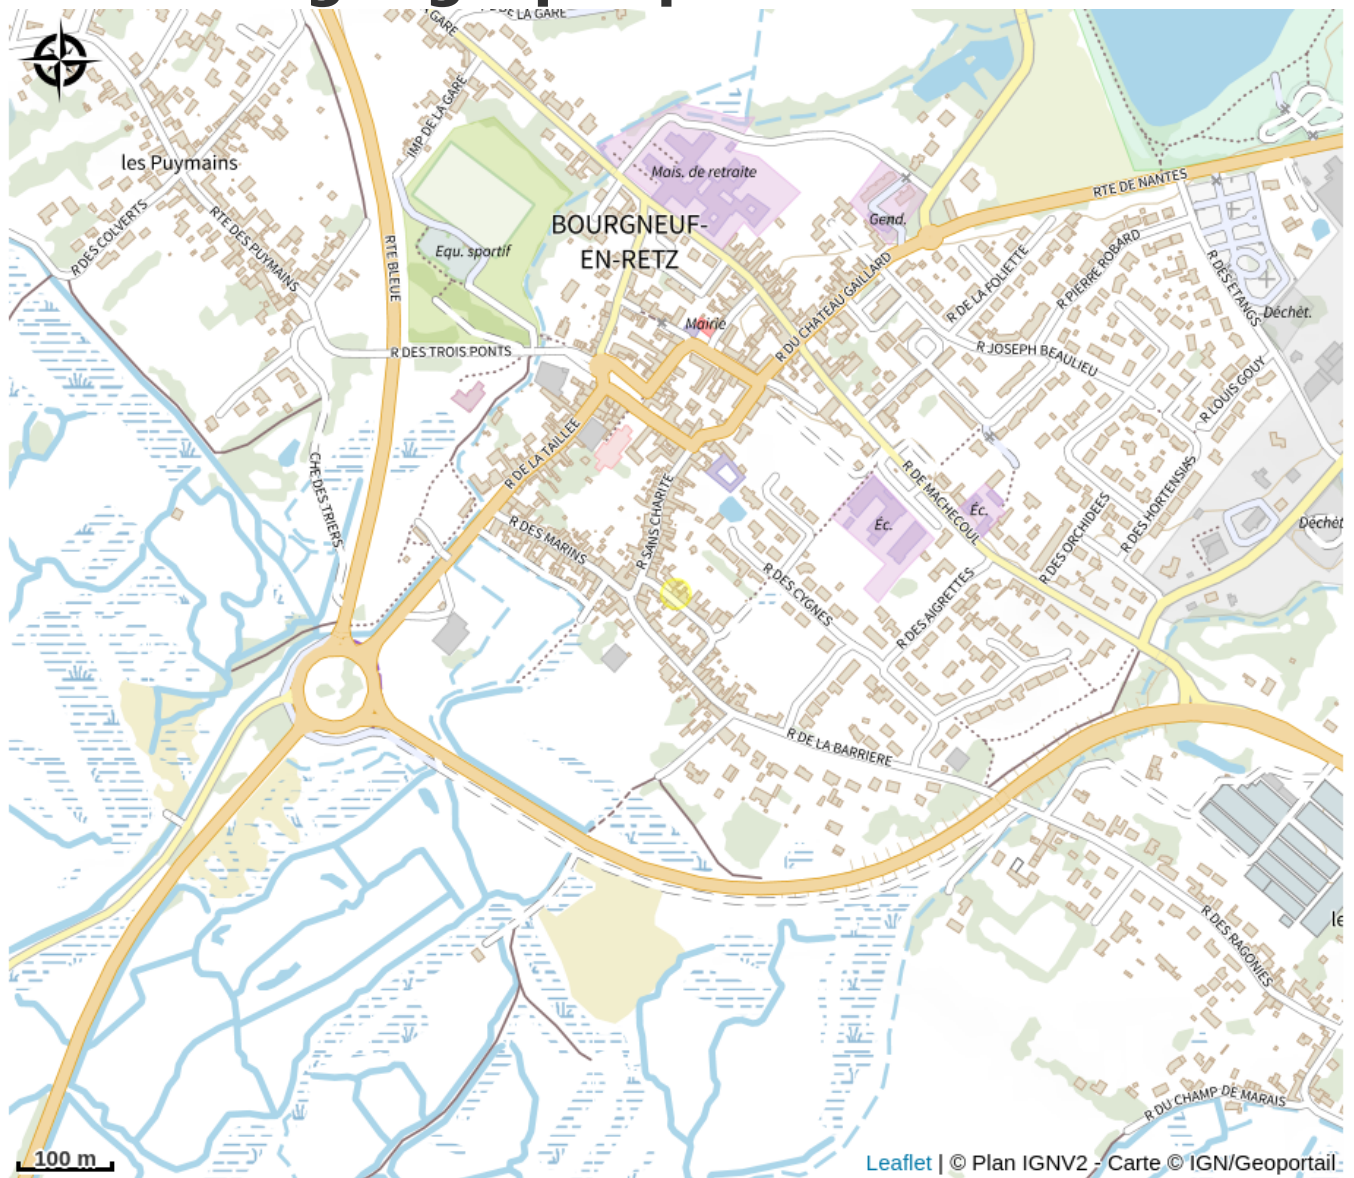 R DE LA GARE
GARE
IMP DE LA GARE
les Puymains
R DES COLVERTS
RTE DES PUYMAINS
RTE BLEUE
Equ. sportif
Mais. de retraite
BOURGNEUF-
EN-RETZ
Gend.
RTE DE NANTES
Mairie
R DU CHATEAU GAILLARD
R DE LA FOLIETTE
R PIERRE ROBARD
R DES ETANGS
Déchèt.
R JOSEPH BEAULIEU
R LOUIS GOUY
R DES TROIS PONTS
R DE LA TAILLEE
CHE DES TRIERS
R DES MARINS
R SANS CHARITE
R DE MACHECOUL
Éc.
Éc.
R DES ORCHIDEES
R DES HORTENSIAS
Déchèt
R DES CYGNES
R DES AIGRETTES
R DE LA BARRIERE
R DES RAGONIES
le
R DU CHAMP DE MARAIS
100 m
Leaflet | © Plan IGNV2 - Carte © IGN/Geoportail